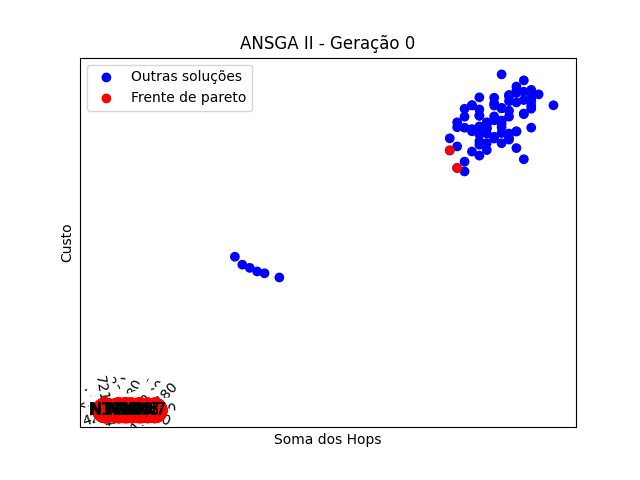 ANSGA II - Geração 0
Outras soluções
Frente de pareto
Custo
Soma dos Hops